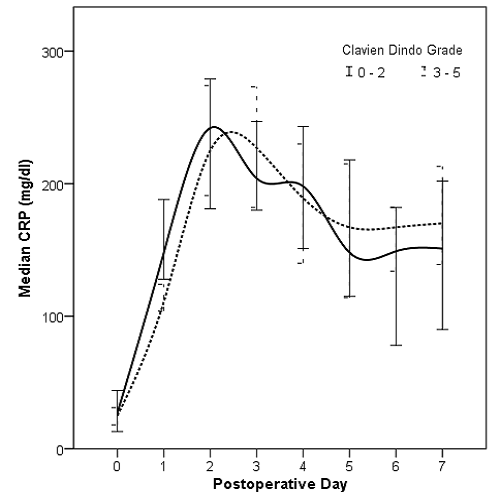 300
200
100
0
Median CRP (mg/dl)
Clavien Dindo Grade
0 - 2 3 - 5
0 1 2 3 4 5 6 7
Postoperative Day